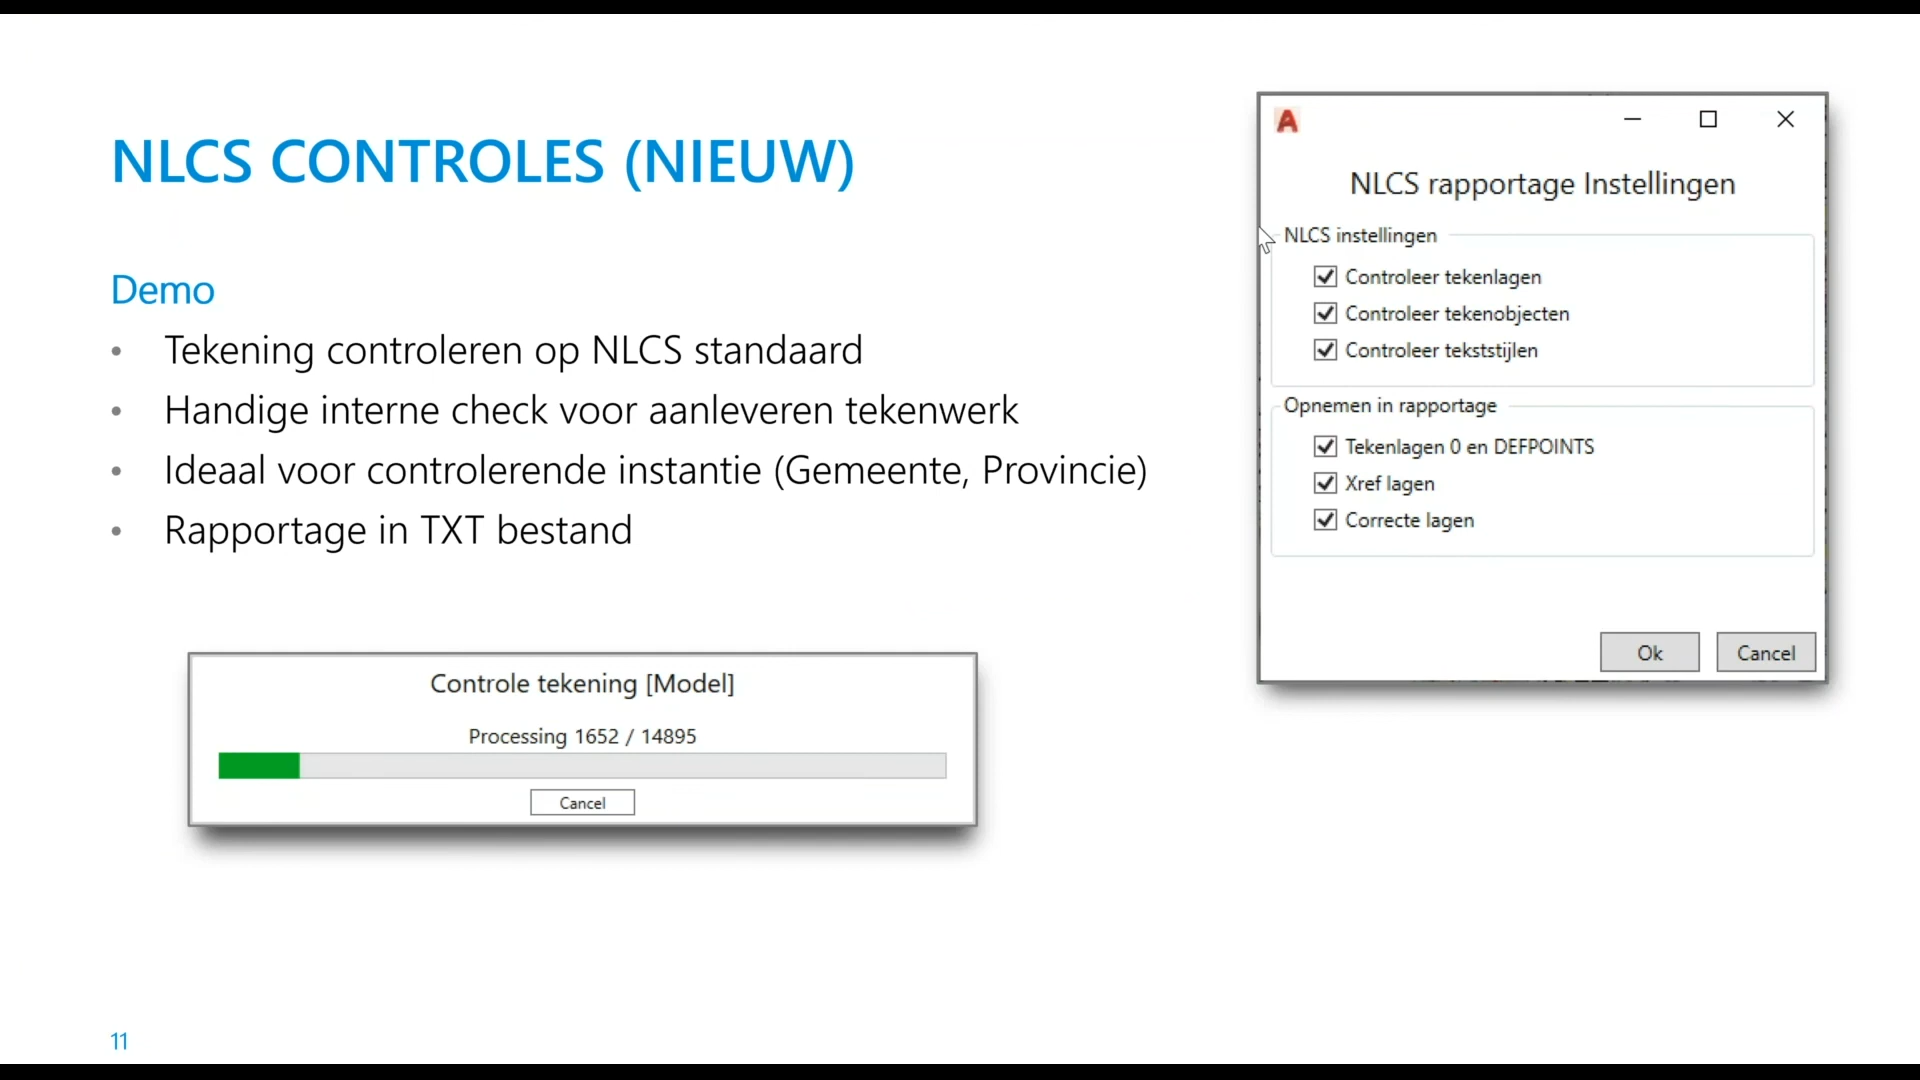 NLCS CONTROLES (NIEUW)
Demo
• Tekening controleren op NLCS standaard
• Handige interne check voor aanleveren tekenwerk
• Ideaal voor controlerende instantie (Gemeente, Provincie)
• Rapportage in TXT bestand
Controle tekening [Model]
Processing 1652 / 14895
Cancel
NLCS rapportage Instellingen
NLCS instellingen
Controleer tekenlagen
Controleer tekenobjecten
Controleer tekststijlen
Opnemen in rapportage
Tekenlagen 0 en DEFPOINTS
Xref lagen
Correcte lagen
Ok Cancel
11